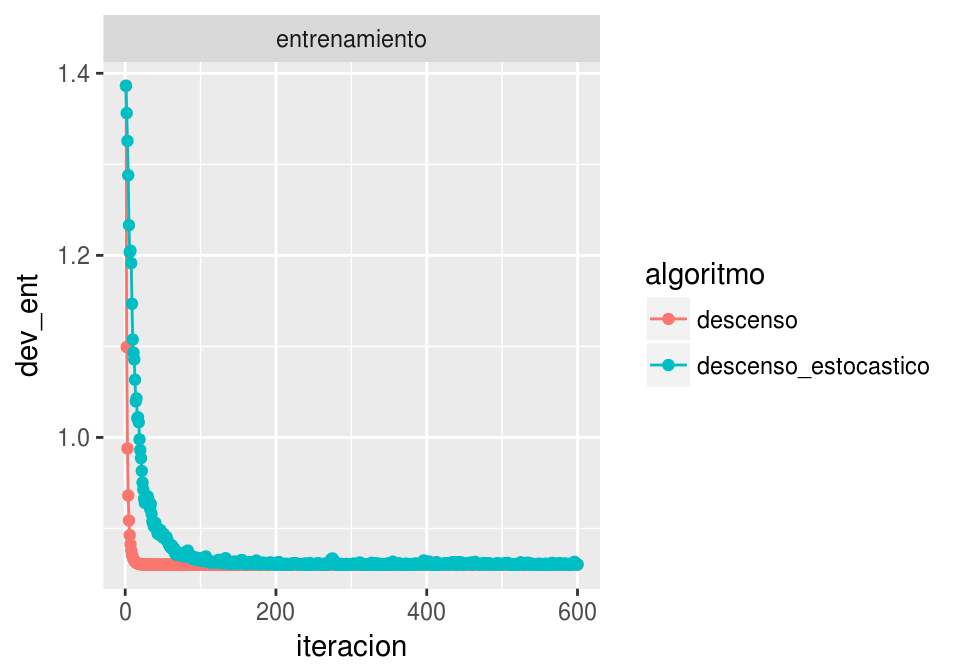 entrenamiento
1.4
1.2
1.0
dev_ent
0
200
400
600
iteracion
algoritmo
descenso
descenso_estocastico